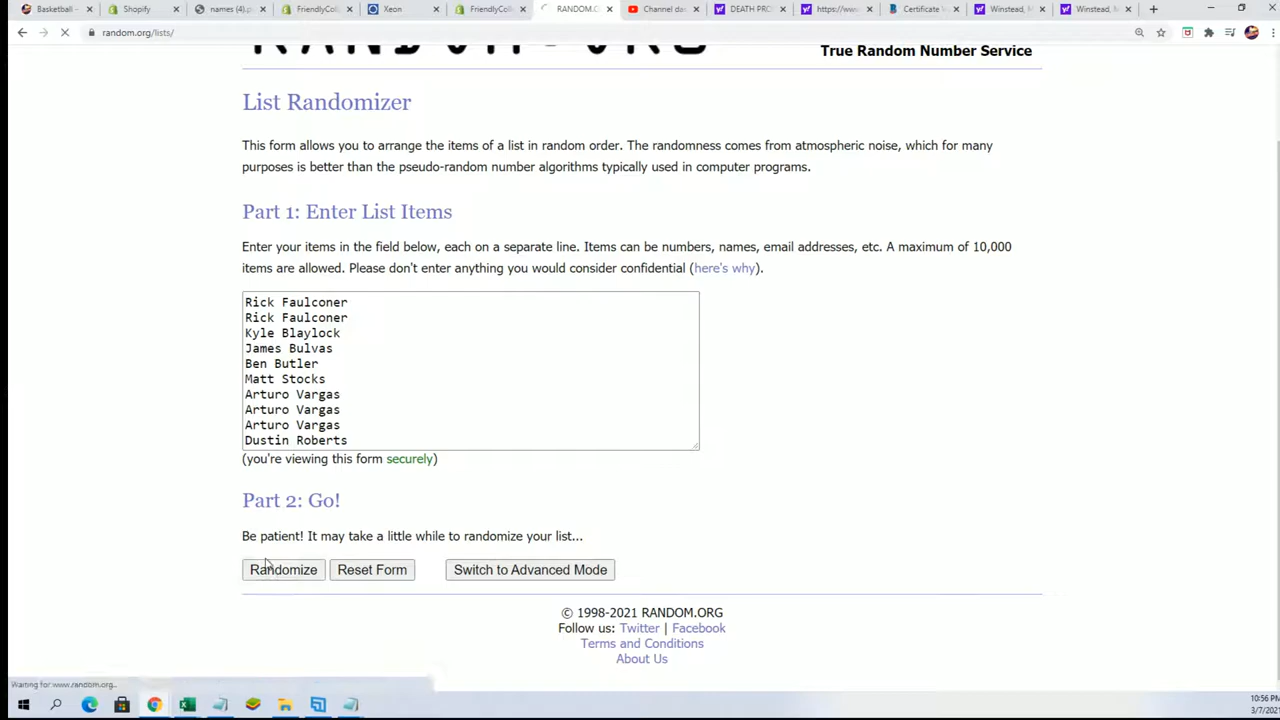 Basketball -
Shopify
names (4).p
FriendlyColl
Xeon
FriendlyColl
RANDOM.O
Channel da
DEATH PRO
https://www
Certificate
Winstead, M
Winstead, M
random.org/lists/
RANDOM.ORG
True Random Number Service
List Randomizer
This form allows you to arrange the items of a list in random order. The randomness comes from atmospheric noise, which for many
purposes is better than the pseudo-random number algorithms typically used in computer programs.
Part 1: Enter List Items
Enter your items in the field below, each on a separate line. Items can be numbers, names, email addresses, etc. A maximum of 10,000
items are allowed. Please don't enter anything you would consider confidential (here's why).
Rick Faulconer
Rick Faulconer
Kyle Blaylock
James Bulvas
Ben Butler
Matt Stocks
Arturo Vargas
Arturo Vargas
Arturo Vargas
Dustin Roberts
(you're viewing this form securely)
Part 2: Go!
Be patient! It may take a little while to randomize your list...
Randomize Reset Form Switch to Advanced Mode
© 1998-2021 RANDOM.ORG
Follow us: Twitter | Facebook
Terms and Conditions
About Us
Waiting for www.random.org...
10:56 PM
3/7/2021